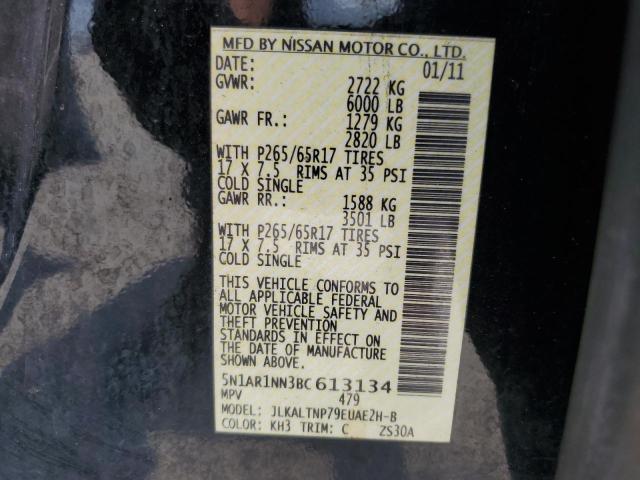 MFD BY NISSAN MOTOR CO., LTD.
DATE: 01/11
GVWR: 2722 KG
6000 LB
GAWR FR.: 1279 KG
2820 LB
WITH P265/65R17 TIRES
17 X 7.5 RIMS AT 35 PSI
COLD SINGLE
GAWR RR.: 1588 KG
3501 LB
WITH P265/65R17 TIRES
17 X 7.5 RIMS AT 35 PSI
COLD SINGLE
THIS VEHICLE CONFORMS TO
ALL APPLICABLE FEDERAL
MOTOR VEHICLE SAFETY AND
THEFT PREVENTION
STANDARDS IN EFFECT ON
THE DATE OF MANUFACTURE
SHOWN ABOVE.
5N1AR1NN3BC613134
MPV 479
MODEL: JLKALTNP79EUAE2H-B
COLOR: KH3 TRIM: C ZS30A